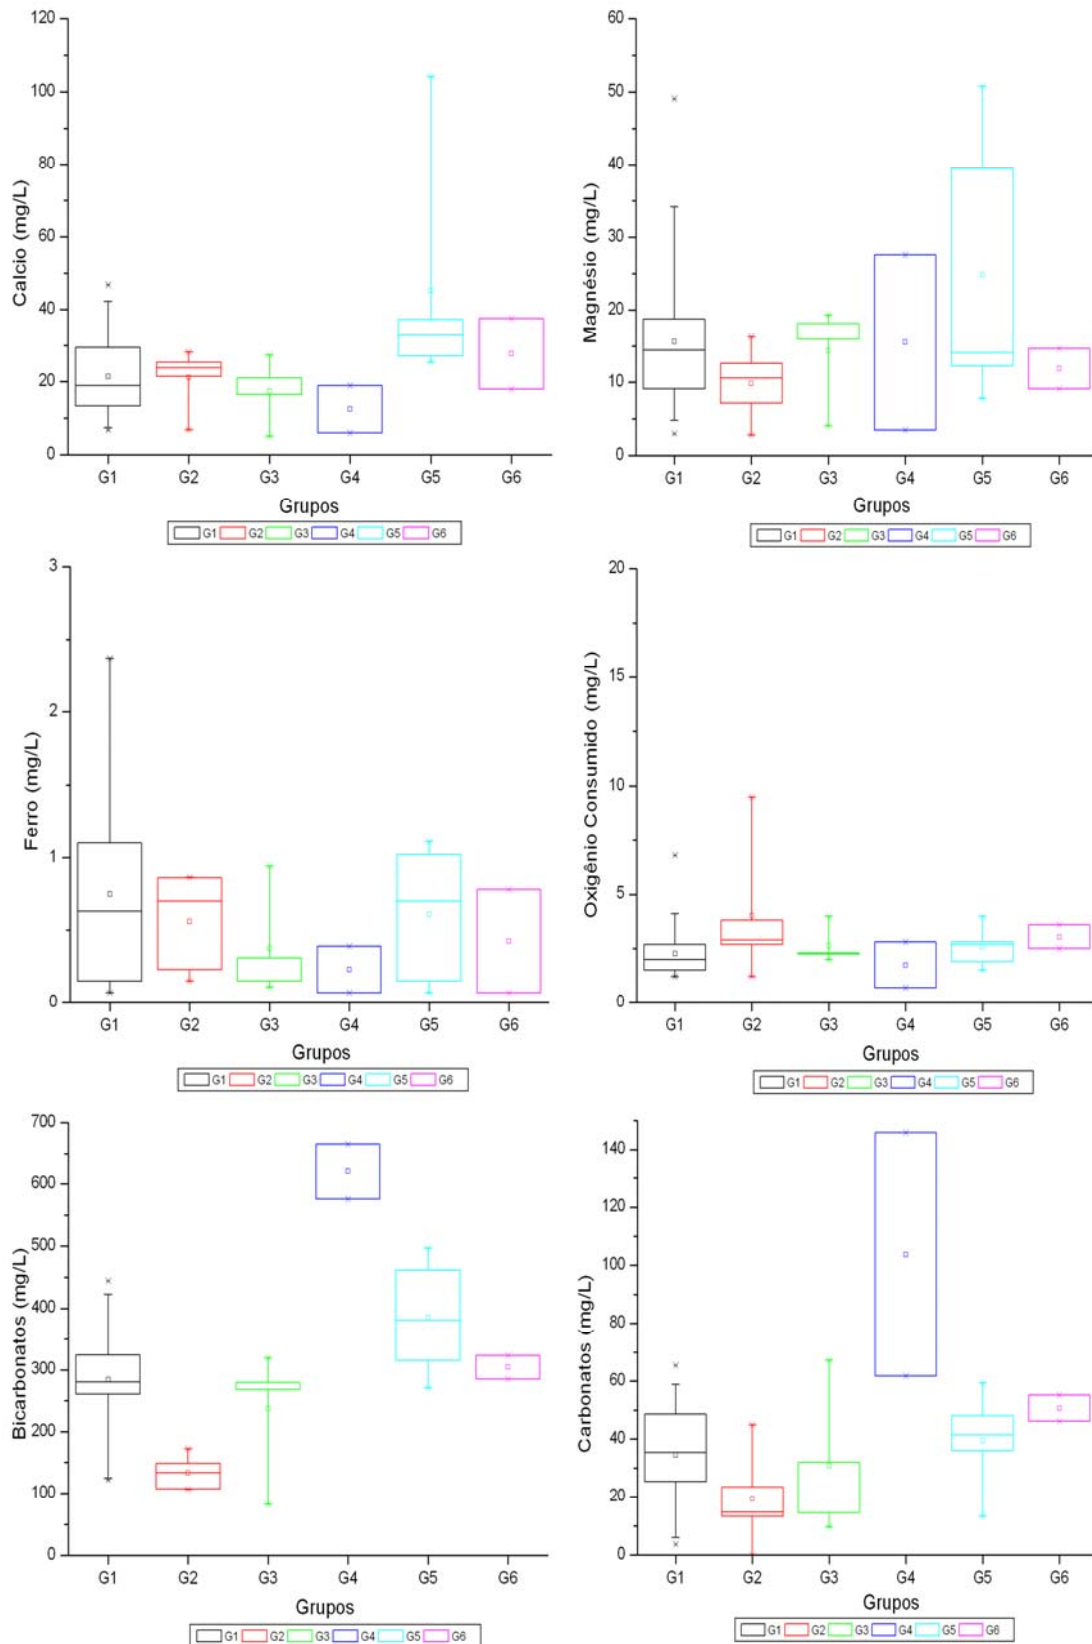 120
100
80
60
40
20
0
Calcio (mg/L)
G1 G2 G3 G4 G5 G6
Grupos
G1 G2 G3 G4 G5 G6
60
50
40
30
20
10
0
Magnésio (mg/L)
G1 G2 G3 G4 G5 G6
Grupos
G1 G2 G3 G4 G5 G6
3
2
1
0
Ferro (mg/L)
G1 G2 G3 G4 G5 G6
Grupos
G1 G2 G3 G4 G5 G6
20
15
10
5
0
Oxigênio Consumido (mg/L)
G1 G2 G3 G4 G5 G6
Grupos
G1 G2 G3 G4 G5 G6
700
600
500
400
300
200
100
0
Bicarbonatos (mg/L)
G1 G2 G3 G4 G5 G6
Grupos
G1 G2 G3 G4 G5 G6
140
120
100
80
60
40
20
0
Carbonatos (mg/L)
G1 G2 G3 G4 G5 G6
Grupos
G1 G2 G3 G4 G5 G6